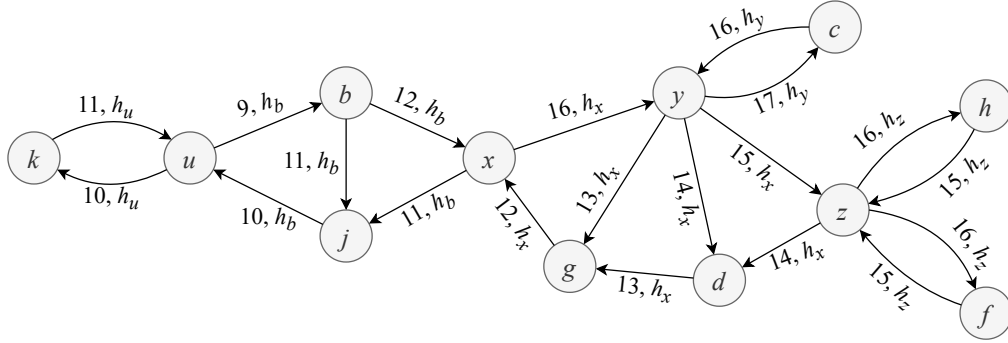 16, h_y
c
17, h_y
y
b
12, h_b
16, h_x
h
11, h_u
9, h_b
16, h_z
k
u
11, h_b
x
13, h_x
14, h_x
15, h_x
15, h_z
10, h_u
10, h_b
11, h_b
12, h_x
z
j
14, h_x
16, h_z
g
13, h_x
d
15, h_z
f